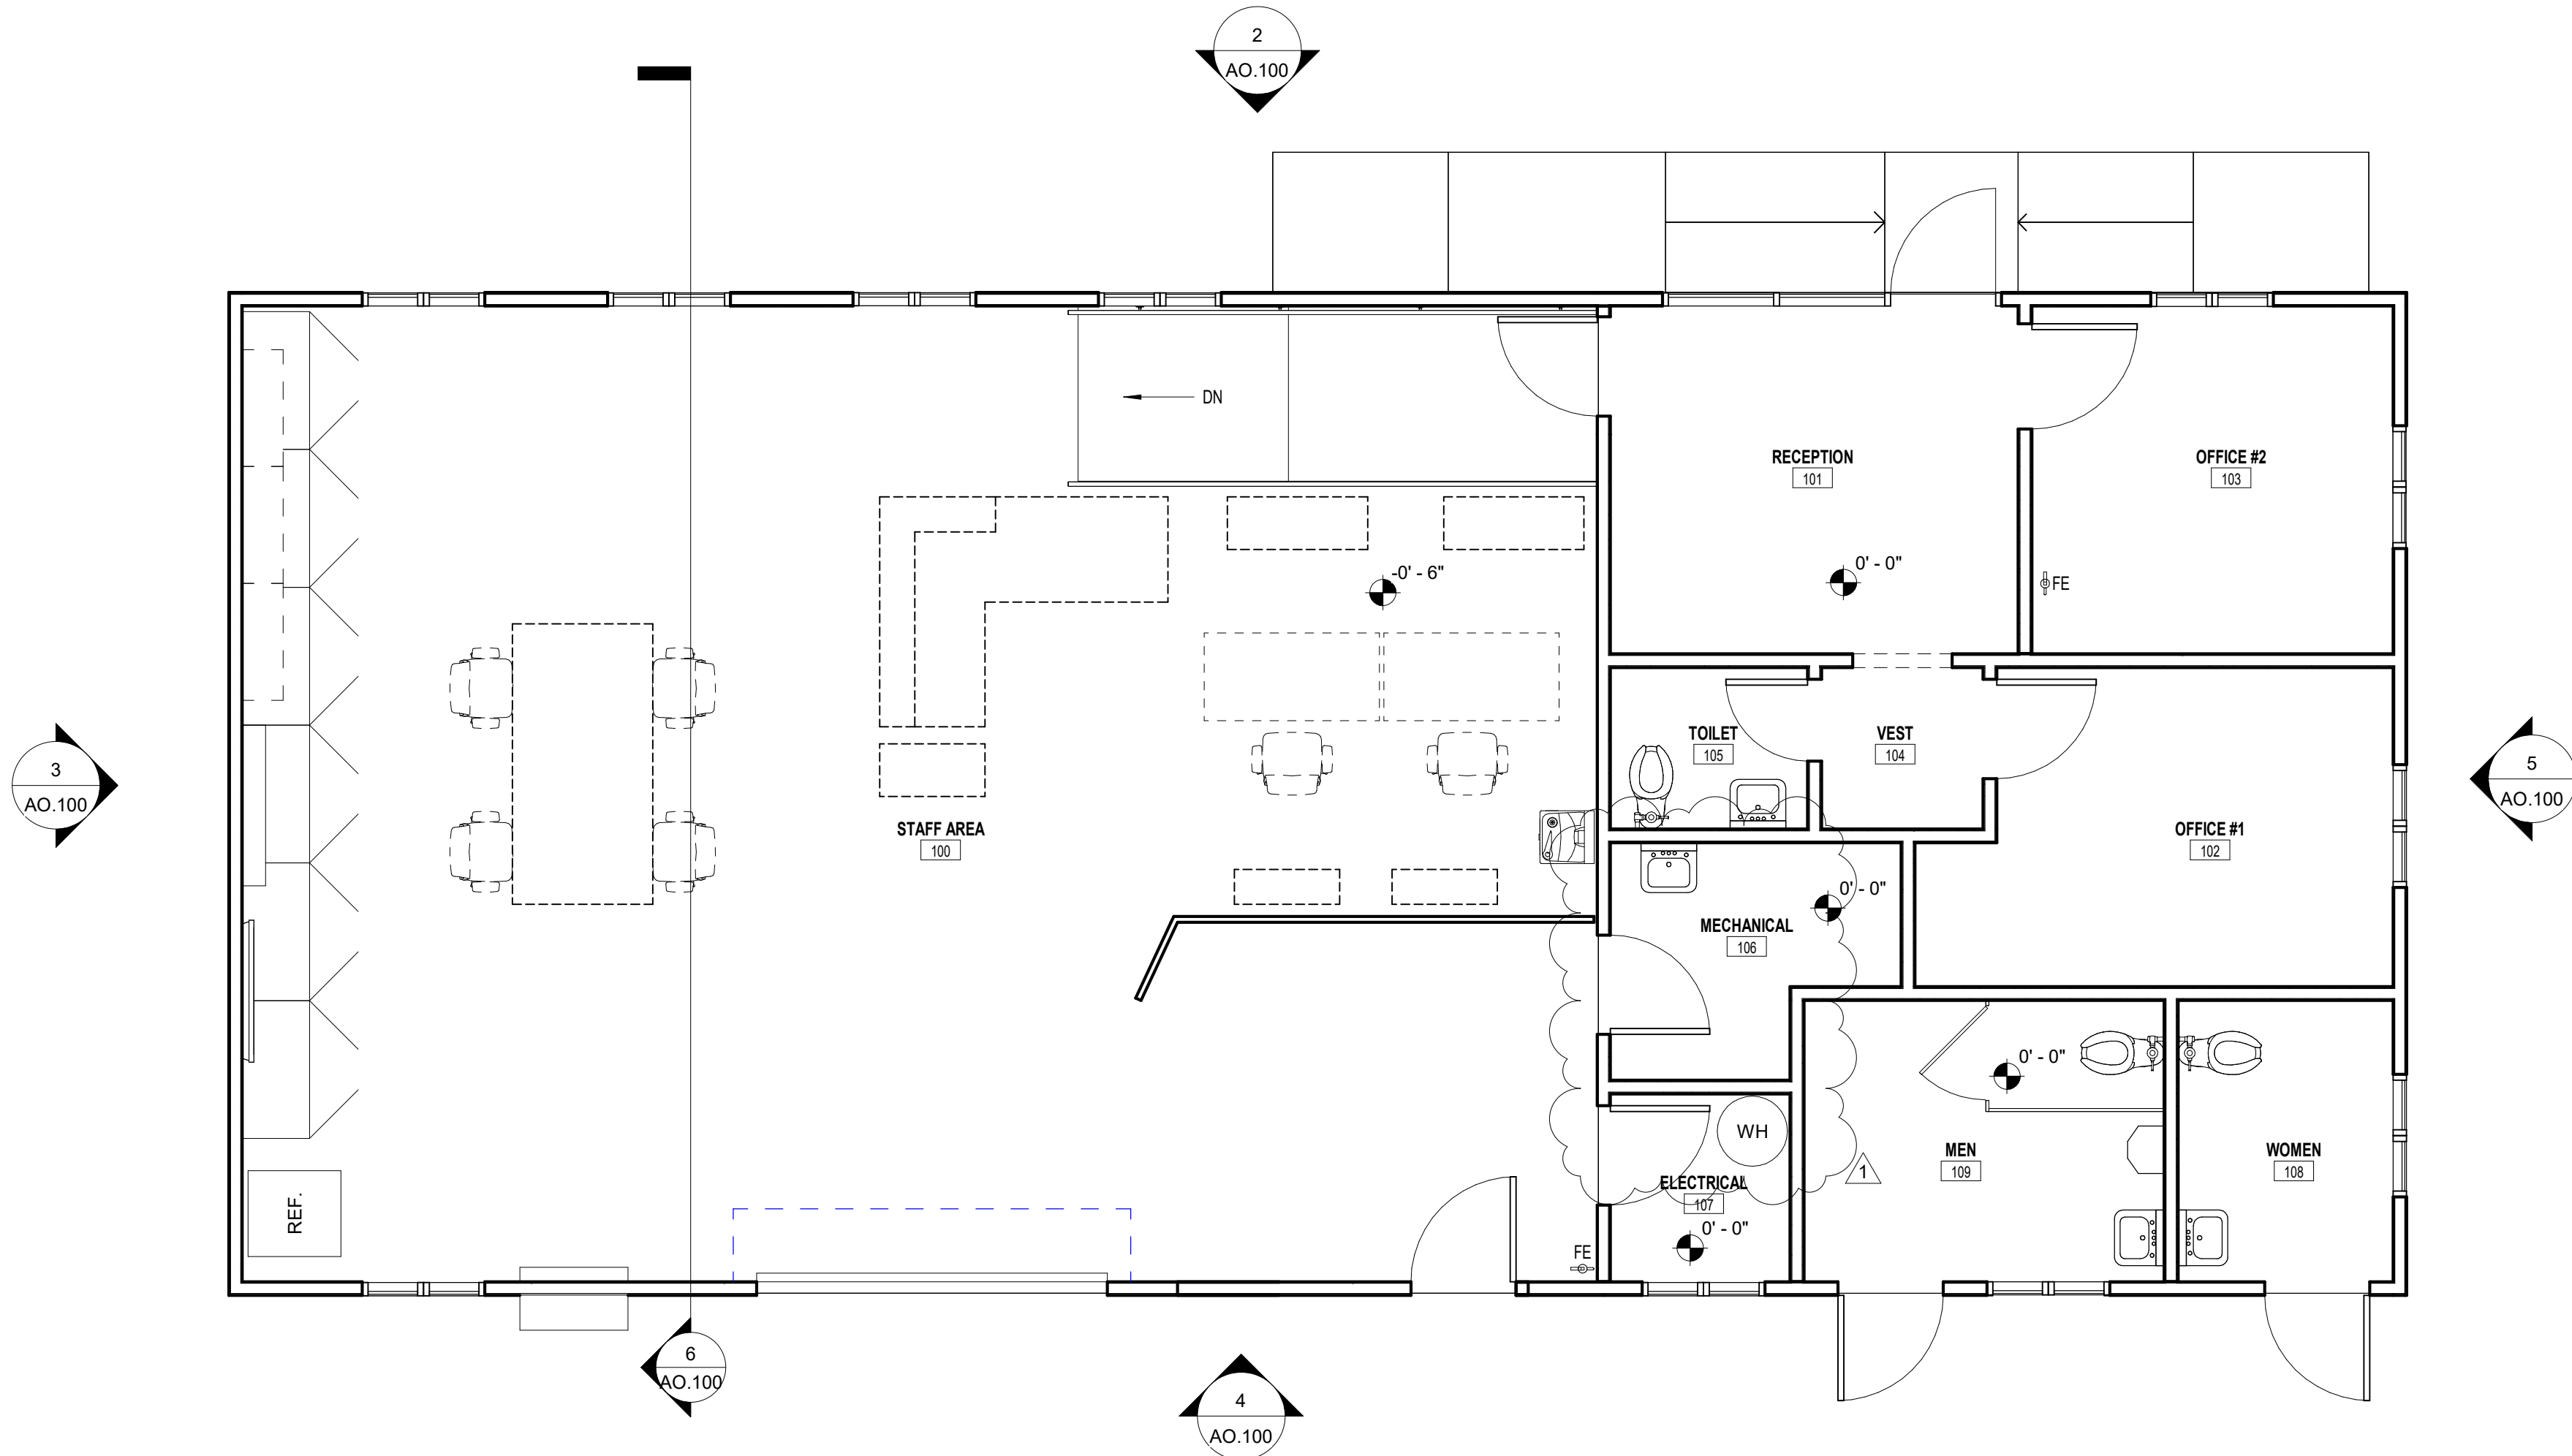 2
AO.100
DN
RECEPTION
101
OFFICE #2
103
-0' - 6"
0' - 0"
FE
TOILET
105
VEST
104
3
AO.100
5
AO.100
STAFF AREA
100
OFFICE #1
102
0' - 0"
MECHANICAL
106
0' - 0"
WH
MEN
109
WOMEN
108
1
ELECTRICAL
107
REF.
0' - 0"
FE
6
AO.100
4
AO.100